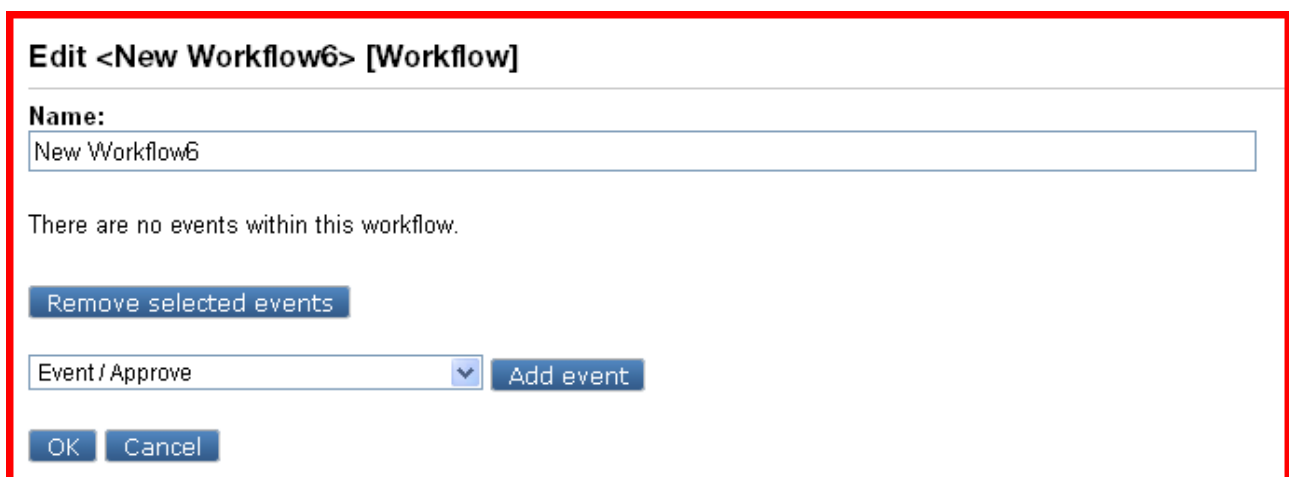 Edit <New Workflow6> [Workflow]
Name:
New Workflow6
There are no events within this workflow.
Remove selected events
Event / Approve Add event
OK Cancel